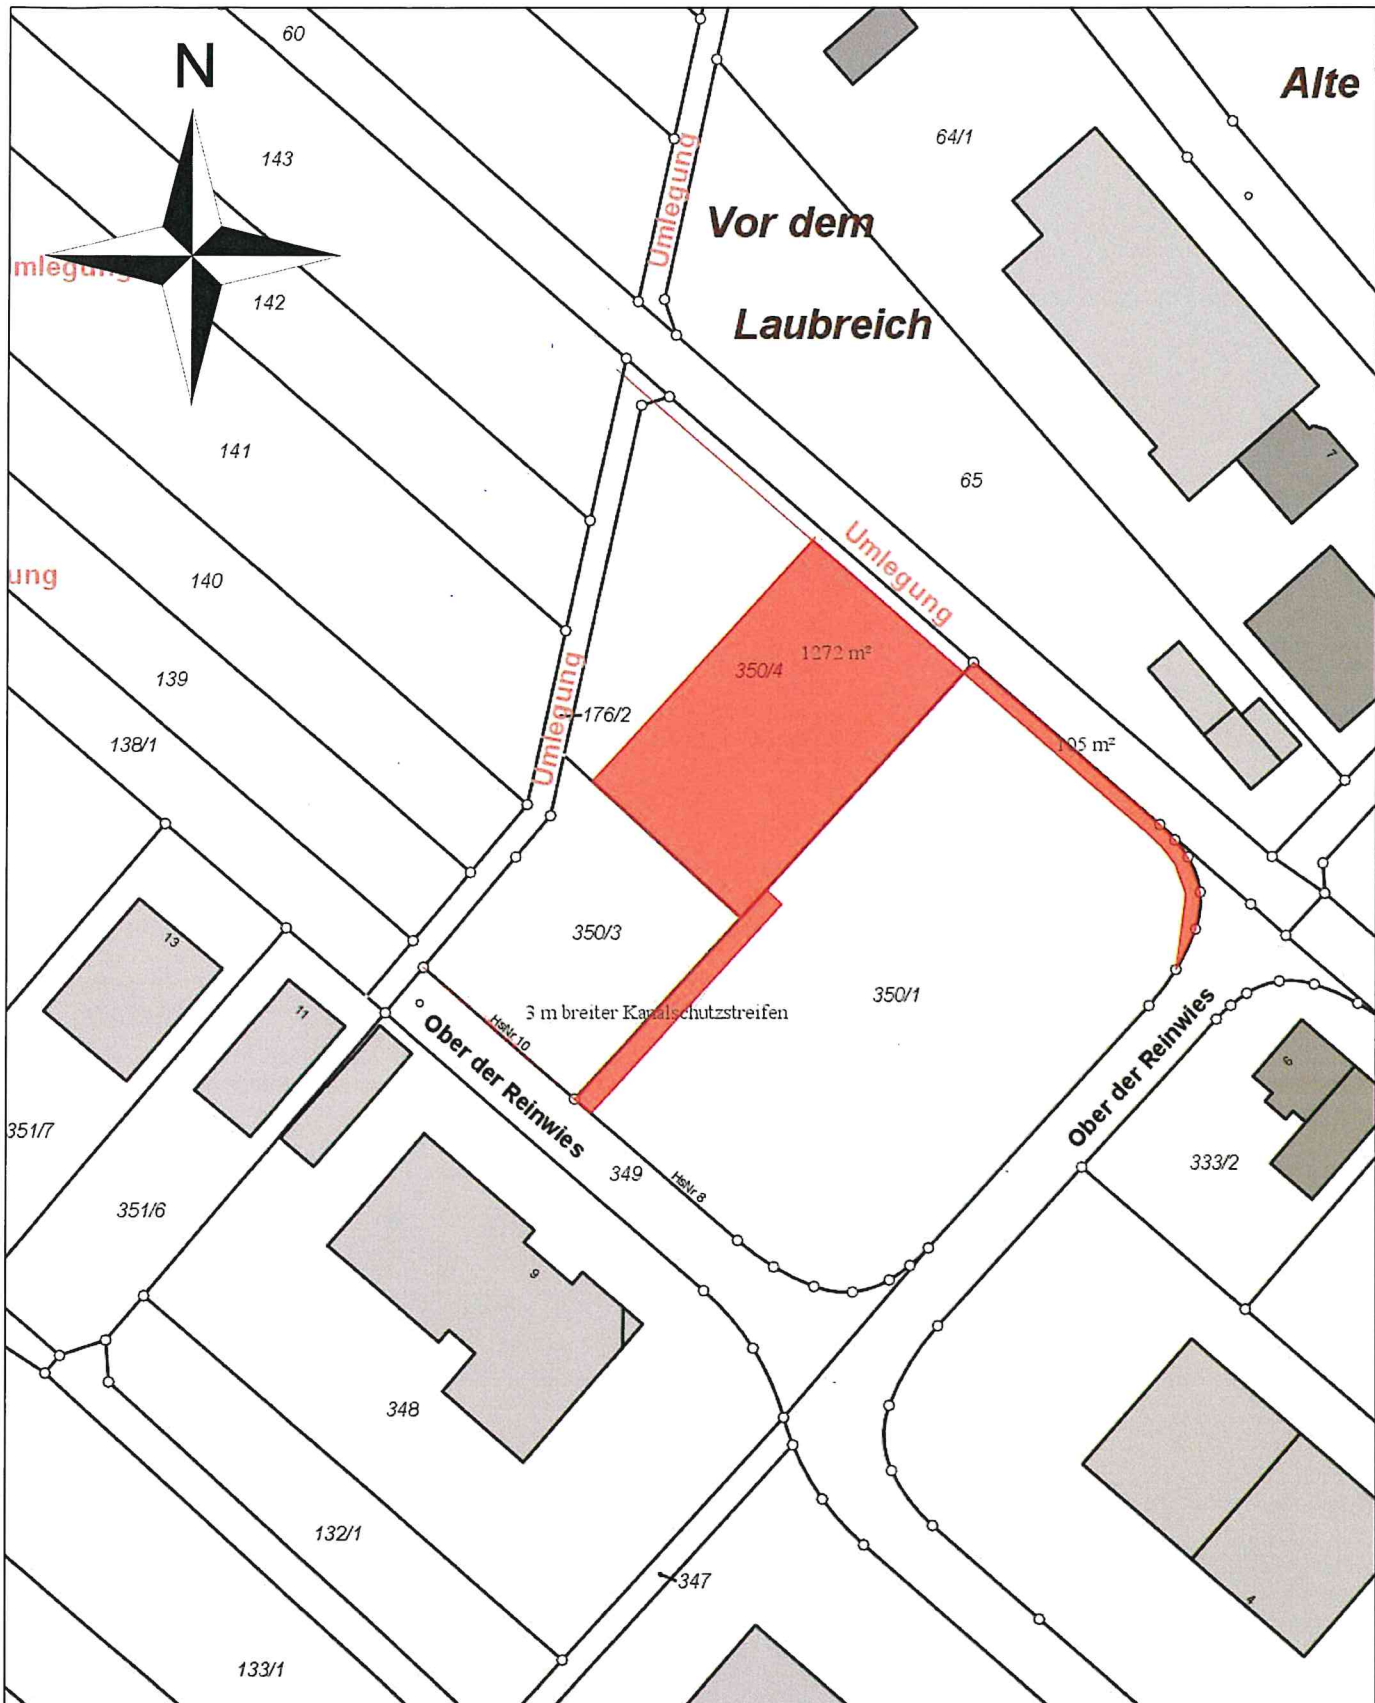 60
N
Alte
143
64/1
Umlegung
Vor dem
mlegung
142
Laubreich
141
65
Umlegung
7
ung
140
1272 m²
350/4
139
Umlegung
176/2
138/1
105 m²
350/3
13
350/1
11
3 m breiter Kanalschutzstreifen
HsNr 10
Ober der Reinwies
Ober der Reinwies
6
351/7
349
333/2
HsNr 8
351/6
9
348
132/1
347
4
133/1